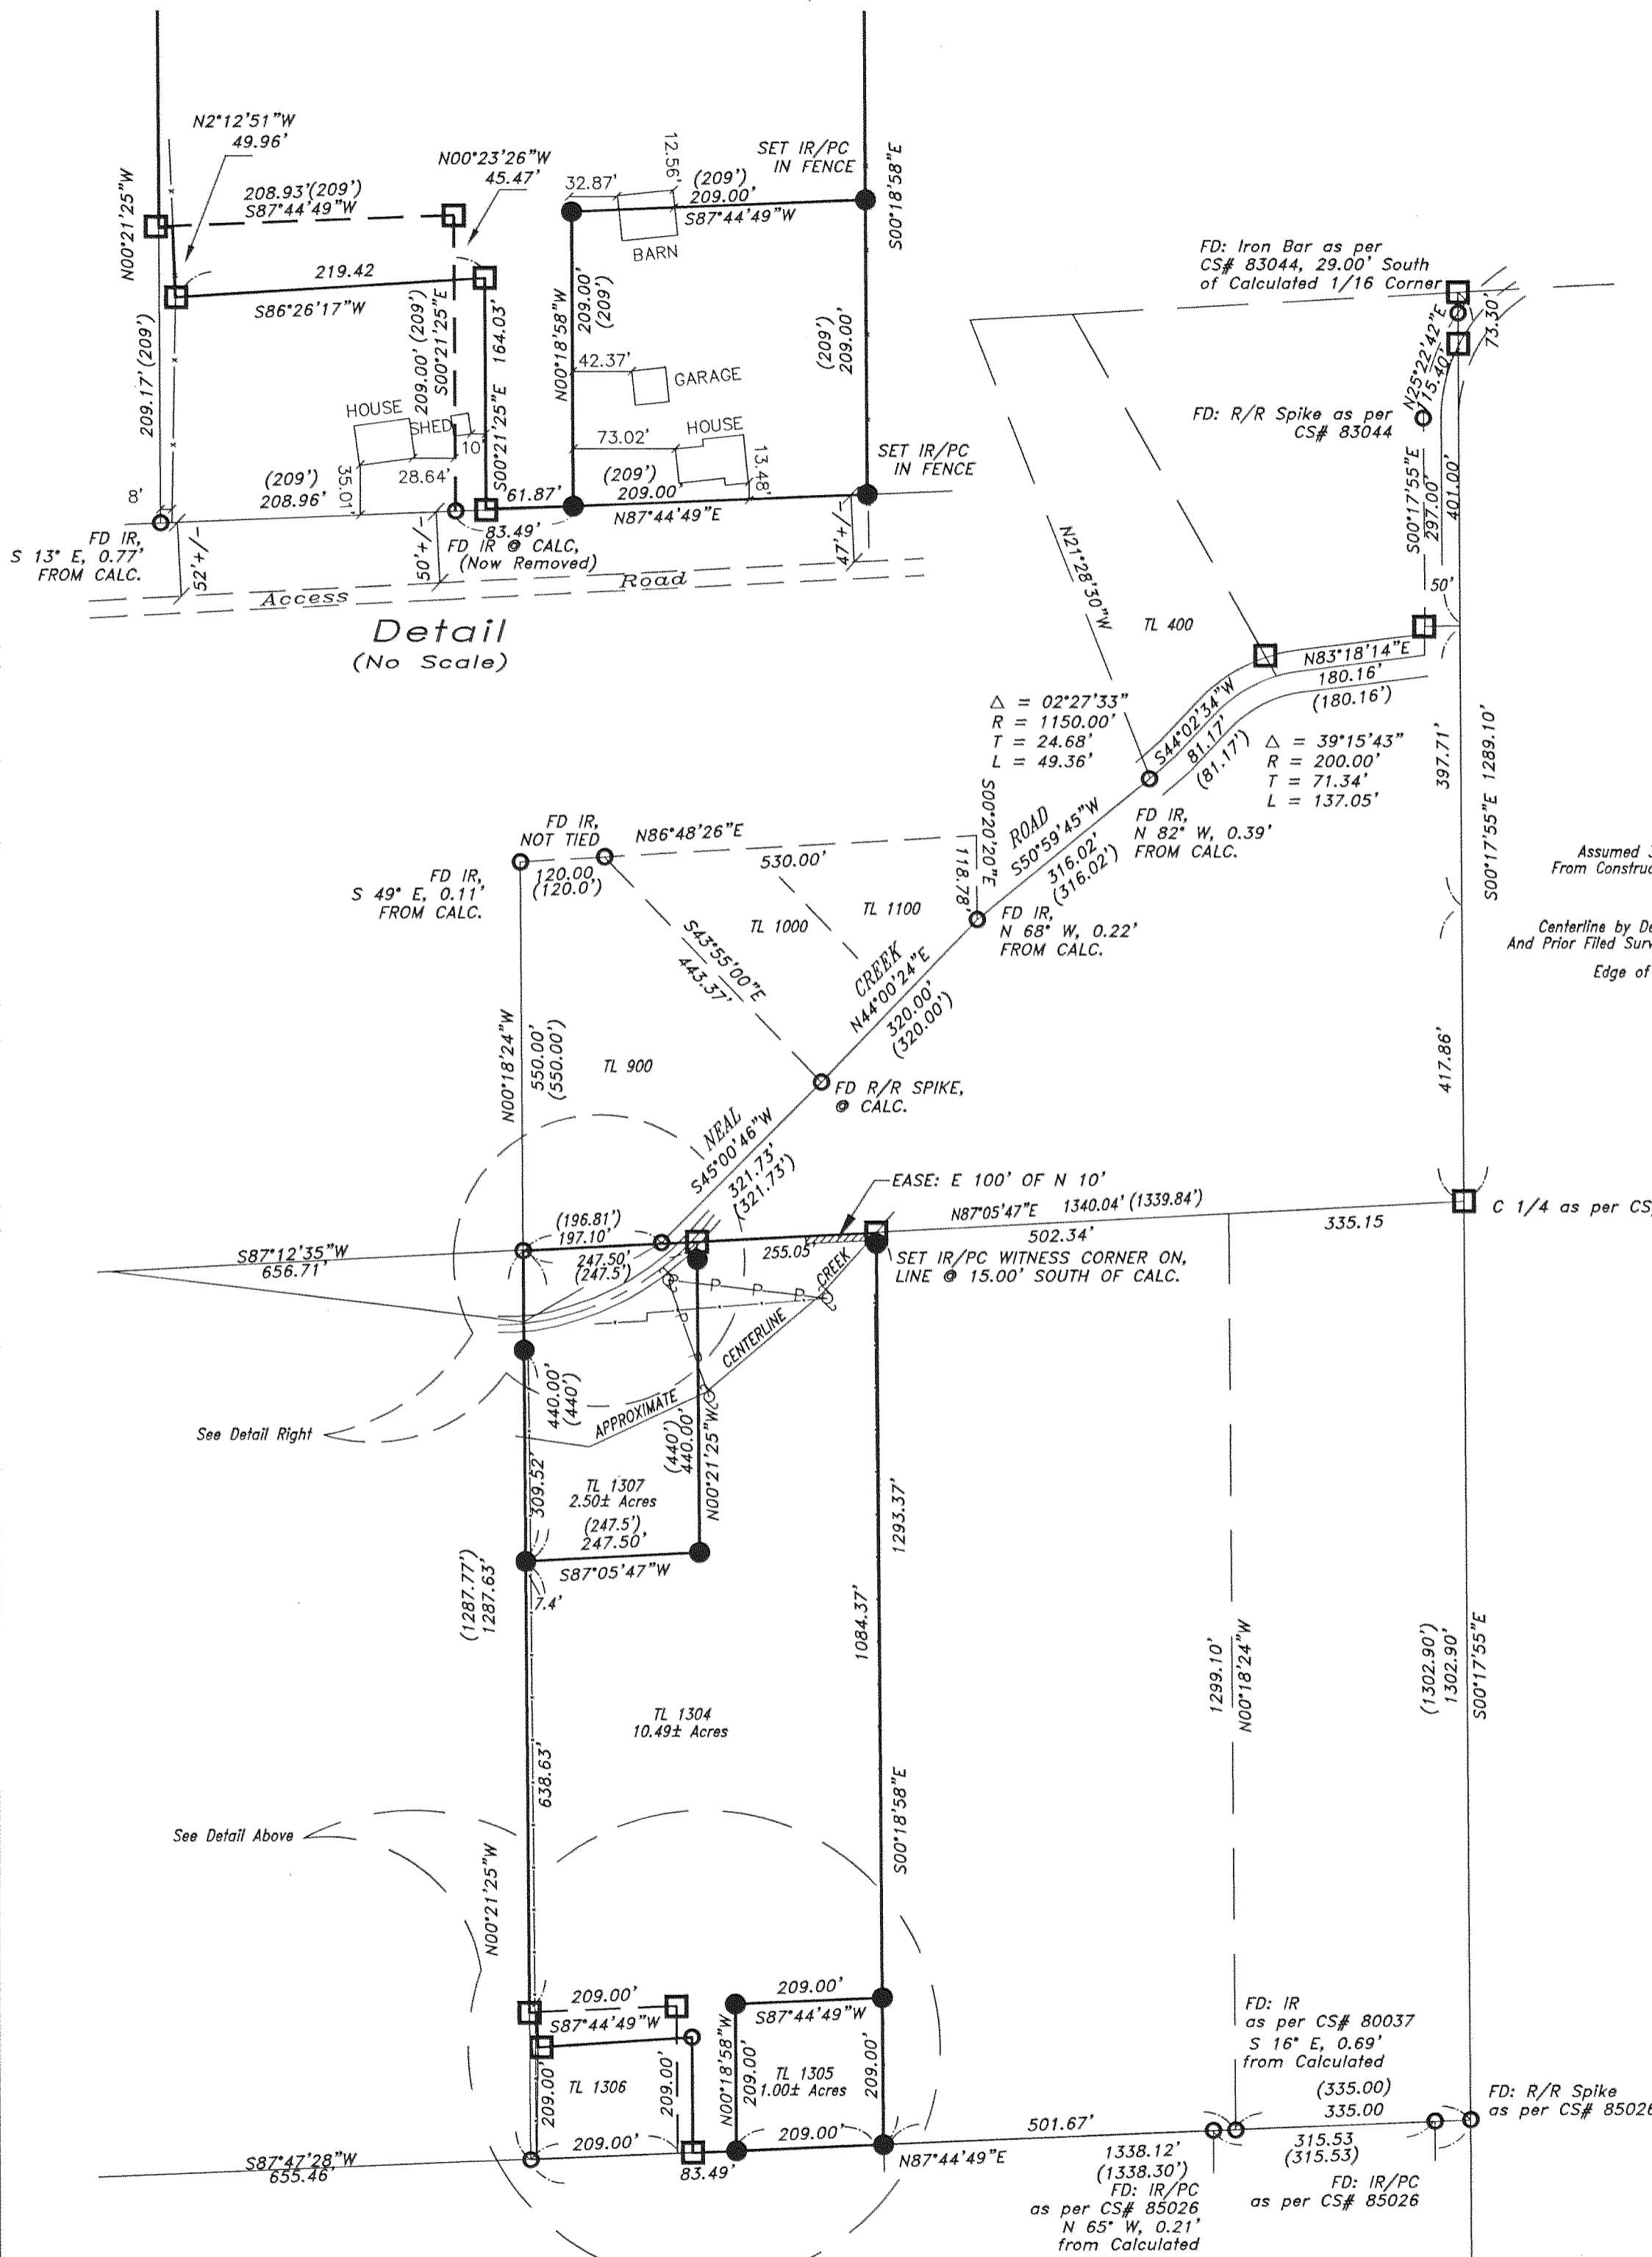 N2°12'51"W
49.96'
N00°23'26"W
45.47'
208.93'(209')
S87°44'49"W
N00°21'25"W
219.42
S86°26'17"W
209.17' (209')
209.00' (209')
S00°21'25"E
S00°21'25"E 164.03'
HOUSE
SHED
10'
28.64'
35.01'
(209')
208.96'
8'
FD IR,
S 13° E, 0.77'
FROM CALC.
52'+/-
50'+/-
61.87'
83.49'
FD IR @ CALC,
(Now Removed)
Access Road
47'+/-
32.87'
12.56'
(209')
209.00'
S87°44'49"W
BARN
SET IR/PC
IN FENCE
S00°18'58"E
N00°18'58"W
209.00'
(209')
42.37'
GARAGE
(209')
209.00'
73.02'
HOUSE
13.48'
SET IR/PC
IN FENCE
(209')
209.00'
N87°44'49"E
Detail
(No Scale)
FD: Iron Bar as per
CS# 83044, 29.00' South
of Calculated 1/16 Corner
N25°22'42"E
115.40'
73.30'
FD: R/R Spike as per
CS# 83044
S00°17'55"E
297.00'
401.00'
50'
N21°28'30"W
TL 400
N83°18'14"E
180.16'
(180.16')
△ = 02°27'33"
R = 1150.00'
T = 24.68'
L = 49.36'
S44°02'34"W
81.17'
(81.17')
△ = 39°15'43"
R = 200.00'
T = 71.34'
L = 137.05'
397.71'
S00°17'55"E 1289.10'
FD IR,
N 82° W, 0.39'
FROM CALC.
S00°20'20"E
118.78'
ROAD
S50°59'45"W
316.02'
(316.02')
FD IR,
NOT TIED
N86°48'26"E
530.00'
120.00
(120.0')
FD IR,
S 49° E, 0.11'
FROM CALC.
TL 1000
TL 1100
FD IR,
N 68° W, 0.22'
FROM CALC.
Assumed
From Construc
Centerline by De
And Prior Filed Surv
Edge of
S43°55'00"E
443.37'
CREEK
N44°00'24"E
320.00'
(320.00')
N00°18'24"W
550.00'
(550.00')
TL 900
417.86'
FD R/R SPIKE,
@ CALC.
NEAL
S45°00'46"W
321.73'
(321.73')
EASE: E 100' OF N 10'
N87°05'47"E 1340.04' (1339.84')
502.34'
335.15
C 1/4 as per CS
(196.81')
197.10'
247.50'
(247.5')
255.05'
S87°12'35"W
656.71'
SET IR/PC WITNESS CORNER ON,
LINE @ 15.00' SOUTH OF CALC.
P P P
P
P
APPROXIMATE CENTERLINE CREEK
440.00'
(440')
See Detail Right
(440')
440.00'
N00°21'25"W
309.52'
TL 1307
2.50± Acres
(247.5')
247.50'
S87°05'47"W
7.4'
(1287.77')
1287.63'
1293.37'
1084.37'
1299.10'
N00°18'24"W
(1302.90')
1302.90'
S00°17'55"E
TL 1304
10.49± Acres
638.63'
S00°18'58"E
See Detail Above
N00°21'25"W
209.00'
S87°44'49"W
209.00'
S87°44'49"W
TL 1306
209.00'
209.00'
N00°18'58"W
209.00'
TL 1305
1.00± Acres
209.00'
FD: IR
as per CS# 80037
S 16° E, 0.69'
from Calculated
(335.00)
335.00
FD: R/R Spike
as per CS# 85026
S87°47'28"W
655.46'
209.00'
83.49'
209.00'
N87°44'49"E
501.67'
1338.12'
(1338.30')
FD: IR/PC
as per CS# 85026
N 65° W, 0.21'
from Calculated
315.53
(315.53)
FD: IR/PC
as per CS# 85026